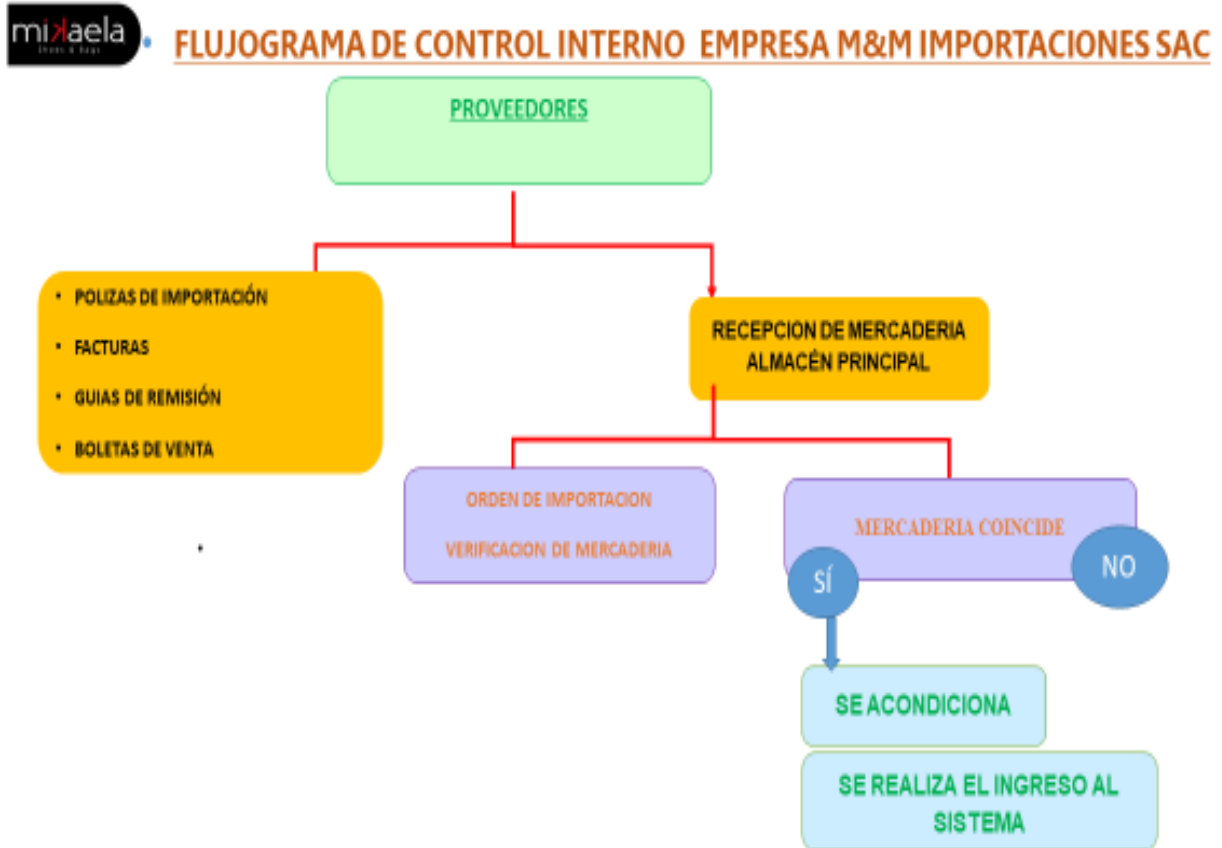 mikaela
Shoes & Bags
• FLUJOGRAMA DE CONTROL INTERNO EMPRESA M&M IMPORTACIONES SAC
PROVEEDORES
• POLIZAS DE IMPORTACIÓN
• FACTURAS
• GUIAS DE REMISIÓN
• BOLETAS DE VENTA
RECEPCION DE MERCADERIA
ALMACÉN PRINCIPAL
ORDEN DE IMPORTACION
VERIFICACION DE MERCADERIA
MERCADERIA COINCIDE
SÍ
NO
SE ACONDICIONA
SE REALIZA EL INGRESO AL
SISTEMA